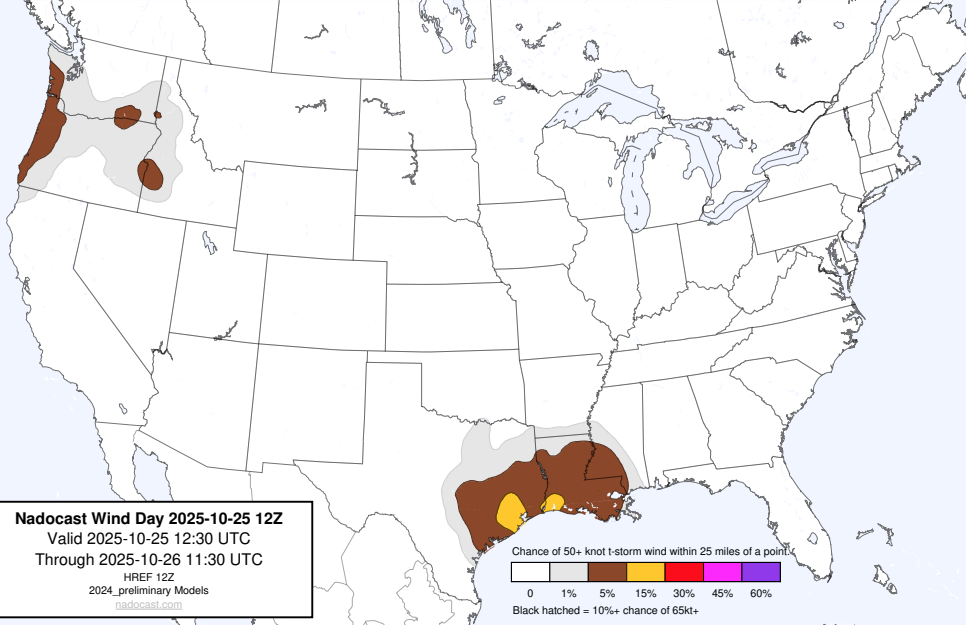 Nadocast Wind Day 2025-10-25 12Z
Valid 2025-10-25 12:30 UTC
Through 2025-10-26 11:30 UTC
HREF 12Z
2024_preliminary Models
nadocast.com
Chance of 50+ knot t-storm wind within 25 miles of a point.
0 1% 5% 15% 30% 45% 60%
Black hatched = 10%+ chance of 65kt+